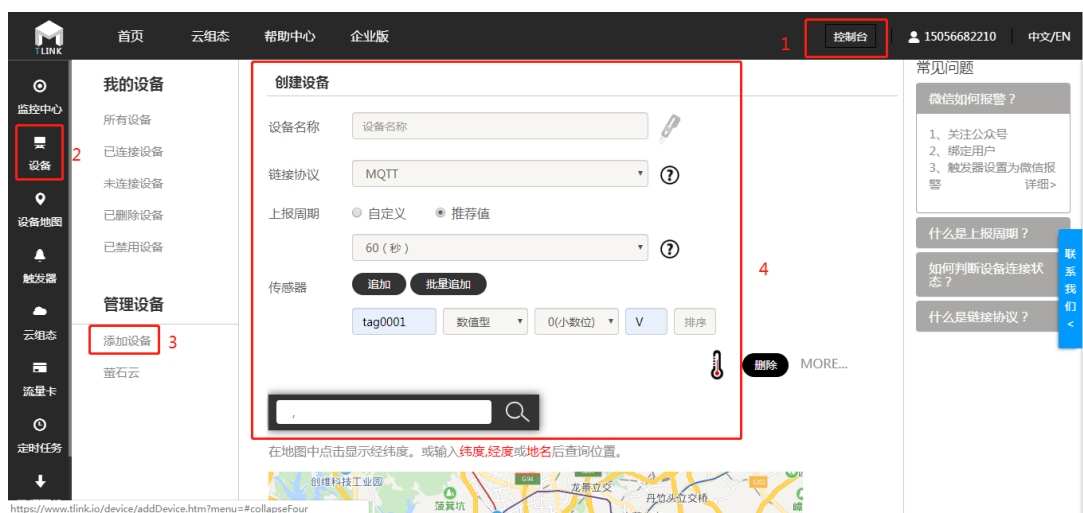 TLINK
首页
云组态
帮助中心
企业版
1
控制台
15056682210
中文/EN
监控中心
设备
2
设备地图
触发器
云组态
流量卡
定时任务
我的设备
所有设备
已连接设备
未连接设备
已删除设备
已禁用设备
管理设备
添加设备
3
萤石云
创建设备
设备名称
设备名称
链接协议
MQTT
?
上报周期
自定义
推荐值
60 ( 秒 )
?
传感器
追加
批量追加
tag0001
数值型
0(小数位)
V
排序
4
删除
MORE...
,
在地图中点击显示经纬度。或输入纬度,经度或地名后查询位置。
创维科技工业园
菠萁坑
G94
龙景立交
丹竹头立交桥
常见问题
微信如何报警？
1、关注公众号
2、绑定用户
3、触发器设置为微信报
警 详细>
什么是上报周期？
如何判断设备连接状
态？
什么是链接协议？
联系我们
<
https://www.tlink.io/device/addDevice.htm?menu=#collapseFour